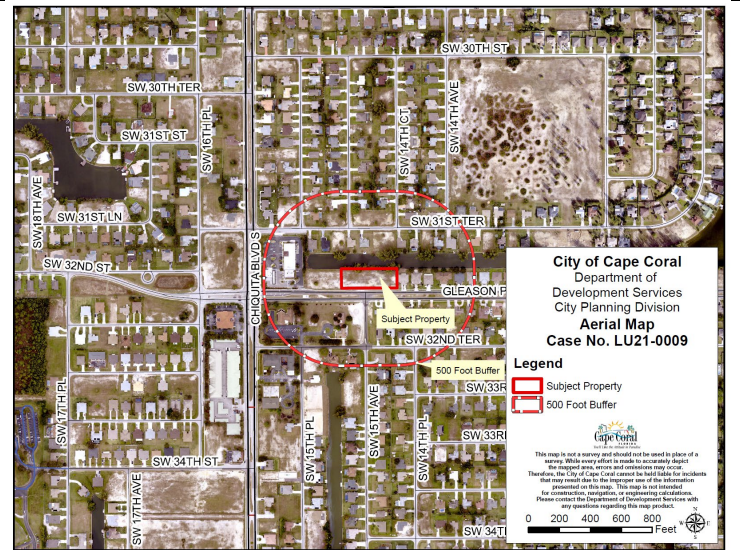 SW 30TH ST
SW 30TH TER
SW 16TH PL
SW 14TH CT
SW 14TH AVE
SW 31ST ST
SW 18TH AVE
SW 31ST LN
SW 31ST TER
CHIQUITA BLVD S
SW 32ND ST
GLEASON P
Subject Property
SW 32ND TER
500 Foot Buffer
SW 17TH PL
SW 15TH PL
SW 15TH AVE
SW 14TH PL
SW 33R
SW 33RI
SW 34TH ST
SW 17TH AVE
SW 34T
City of Cape Coral
Department of
Development Services
City Planning Division
Aerial Map
Case No. LU21-0009
Legend
Subject Property
500 Foot Buffer
Cape Coral
FLORIDA
This map is not a survey and should not be used in place of a
survey. While every effort is made to accurately depict
the mapped area, errors and omissions may occur.
Therefore, the City of Cape Coral cannot be held liable for incidents
that may result due to the improper use of the information
presented on this map. This map is not intended
for construction, navigation, or engineering calculations.
Please contact the Department of Development Services with
any questions regarding this map product.
0 200 400 600 800
Feet
N
W E
S